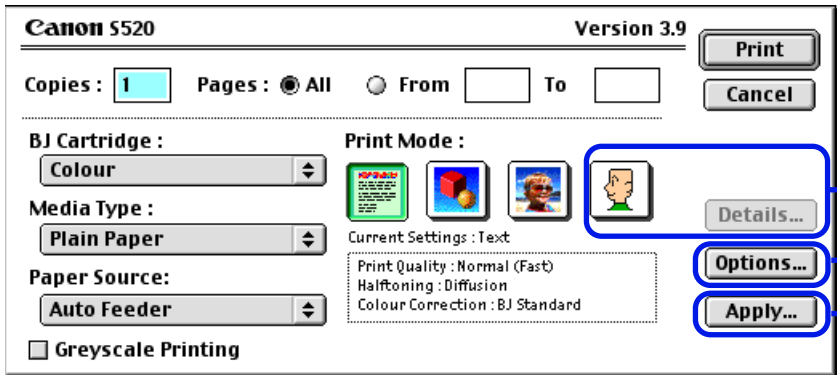 Canon S520 Version 3.9
Print
Copies : 1 Pages : All From To
Cancel
BJ Cartridge : Print Mode :
Colour
Media Type :
Details...
Plain Paper
Current Settings : Text
Options...
Print Quality : Normal (Fast)
Paper Source:
Halftoning : Diffusion
Auto Feeder
Colour Correction : BJ Standard
Apply...
Greyscale Printing